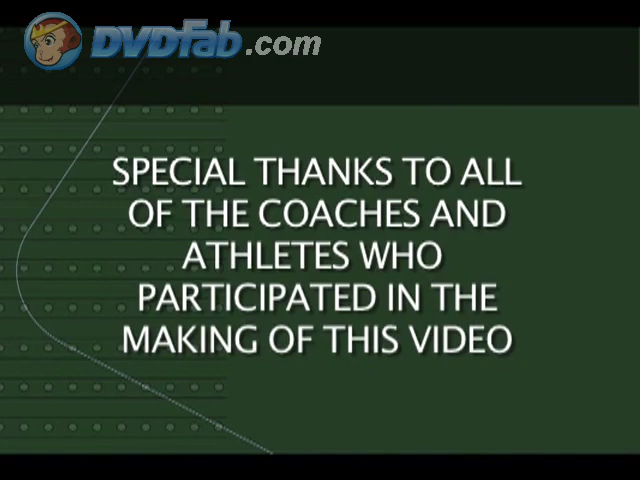 DVDFab.com
SPECIAL THANKS TO ALL
OF THE COACHES AND
ATHLETES WHO
PARTICIPATED IN THE
MAKING OF THIS VIDEO